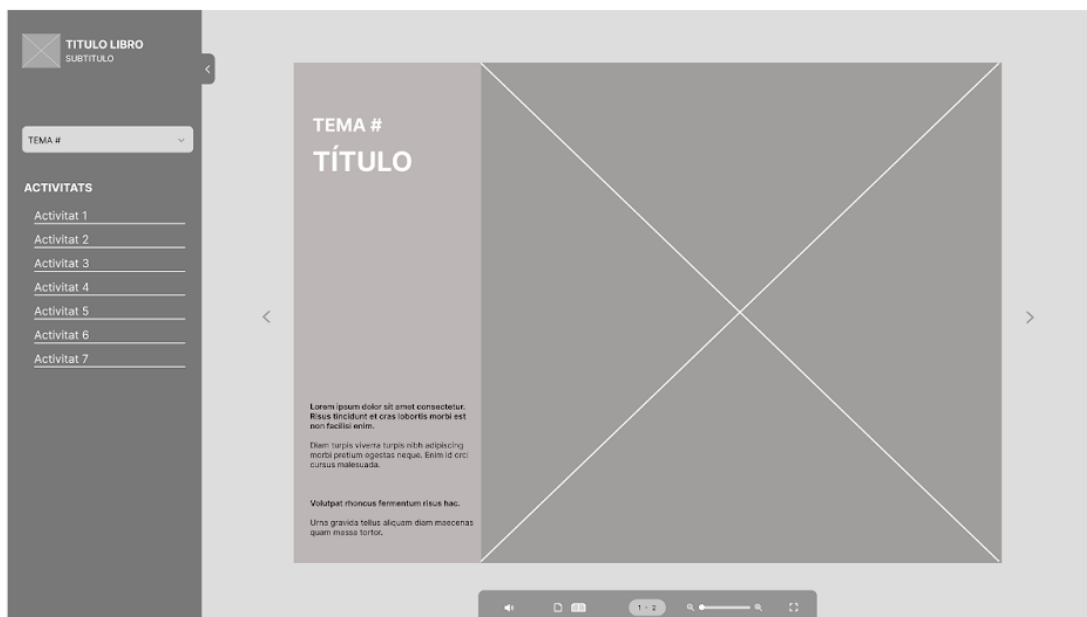 TITULO LIBRO
SUBTITULO
TEMA #
ACTIVITATS
Activitat 1
Activitat 2
Activitat 3
Activitat 4
Activitat 5
Activitat 6
Activitat 7
TEMA #
TÍTULO
Lorem ipsum dolor sit amet consectetur.
Risus tincidunt et cras lobortis morbi est
non facilisi enim.
Diam turpis viverra turpis nibh adipiscing
morbi pretium egestas neque. Enim id orci
cursus malesuada.
Volutpat rhoncus fermentum risus hac.
Urna gravida tellus aliquam diam maecenas
quam massa tortor.
1 - 2